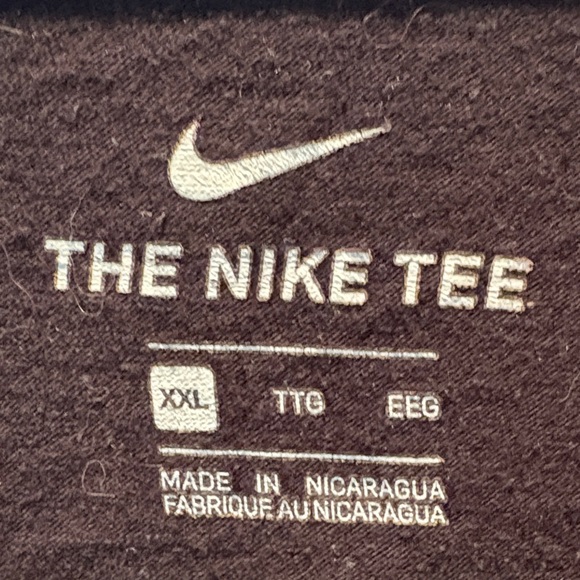 THE NIKE TEE.
XXL TTG EEG
MADE IN NICARAGUA
FABRIQUE AU NICARAGUA